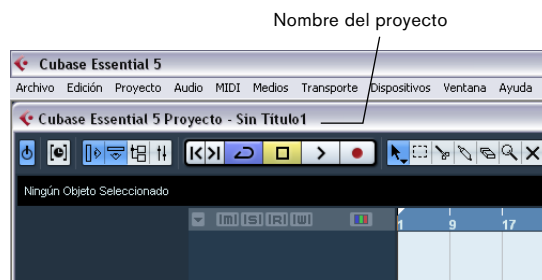 Nombre del proyecto
Cubase Essential 5
Archivo Edición Proyecto Audio MIDI Medios Transporte Dispositivos Ventana Ayuda
Cubase Essential 5 Proyecto - Sin Título1
Ningún Objeto Seleccionado
m S R W 1 9 17